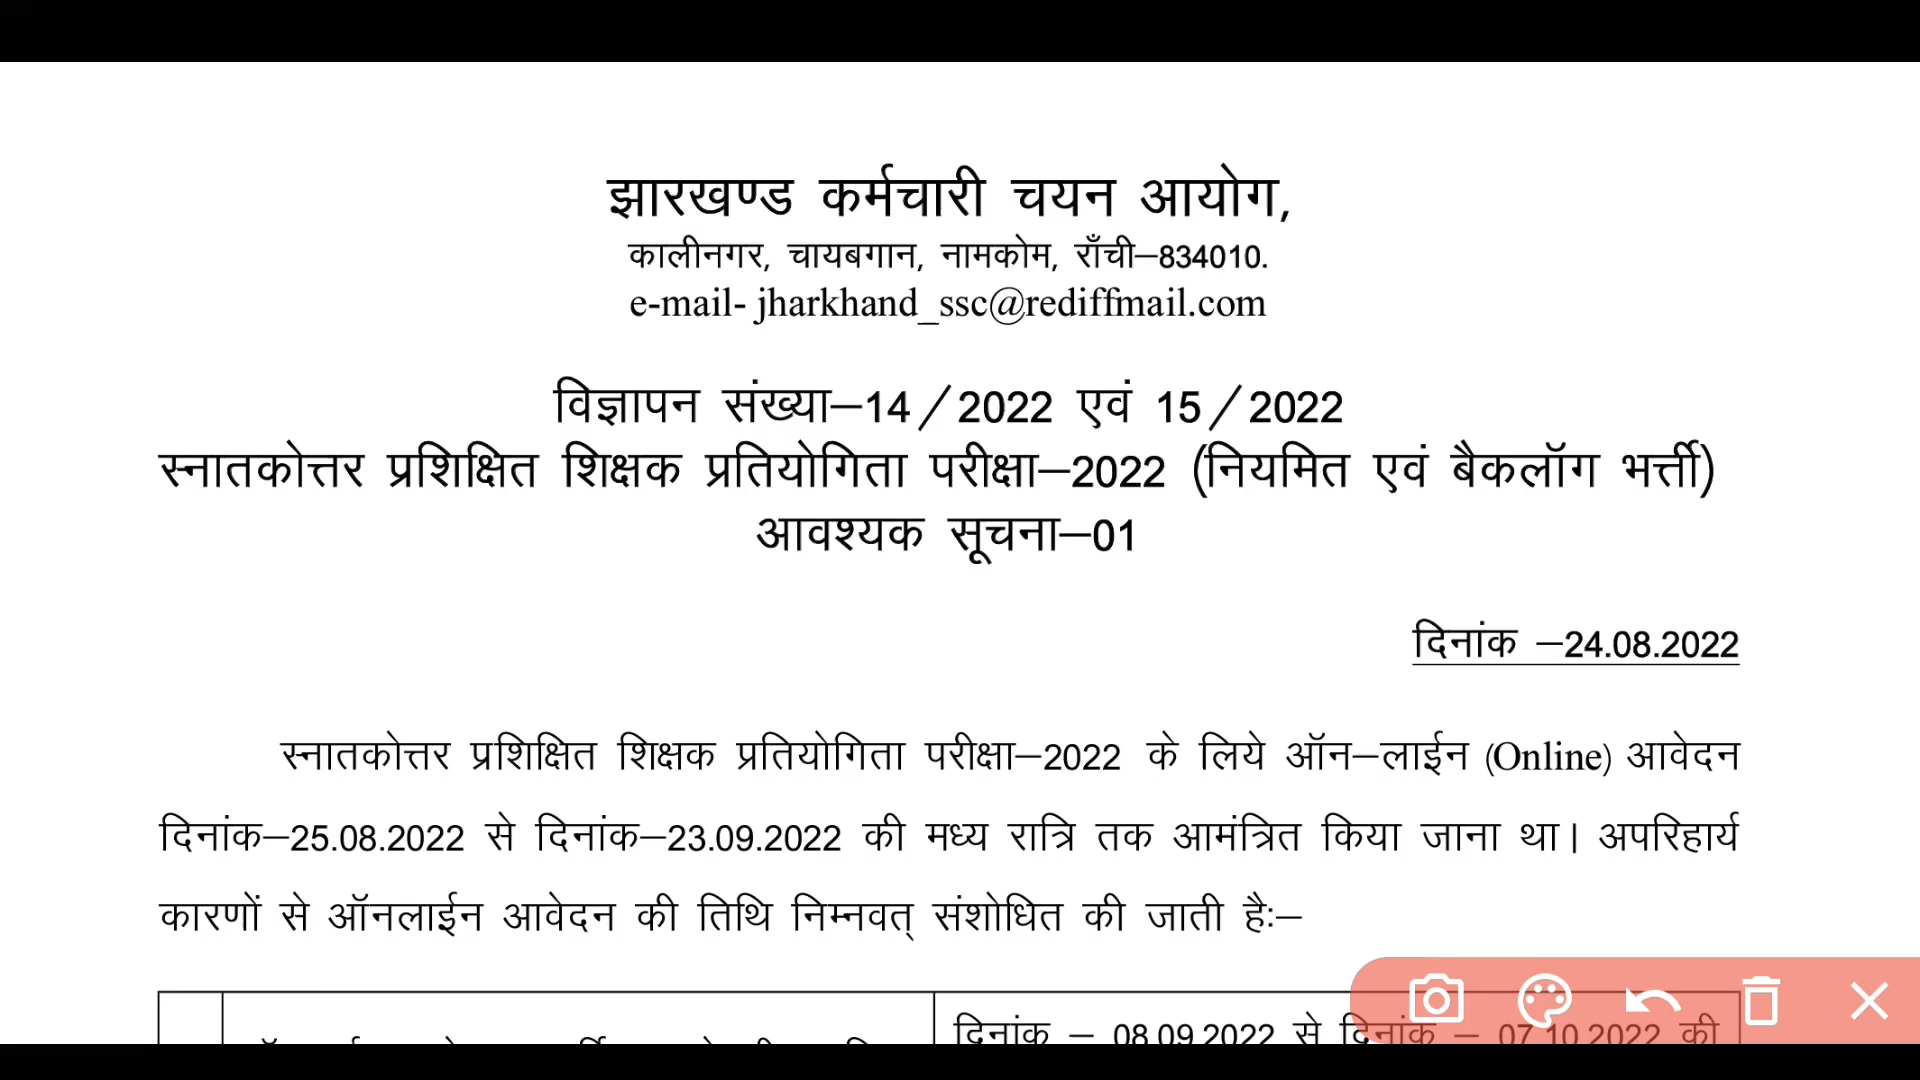 झारखण्ड कर्मचारी चयन आयोग,
कालीनगर, चायबगान, नामकोम, राँची–834010.
e-mail- jharkhand_ssc@rediffmail.com
विज्ञापन संख्या–14/2022 एवं 15/2022
स्नातकोत्तर प्रशिक्षित शिक्षक प्रतियोगिता परीक्षा–2022 (नियमित एवं बैकलॉग भर्त्ती)
आवश्यक सूचना–01
दिनांक –24.08.2022
स्नातकोत्तर प्रशिक्षित शिक्षक प्रतियोगिता परीक्षा–2022 के लिये ऑन–लाईन (Online) आवेदन
दिनांक–25.08.2022 से दिनांक–23.09.2022 की मध्य रात्रि तक आमंत्रित किया जाना था। अपरिहार्य
कारणों से ऑनलाईन आवेदन की तिथि निम्नवत् संशोधित की जाती हैः–
दिनांक – 08.09.2022 से दिनांक – 07.10.2022 की